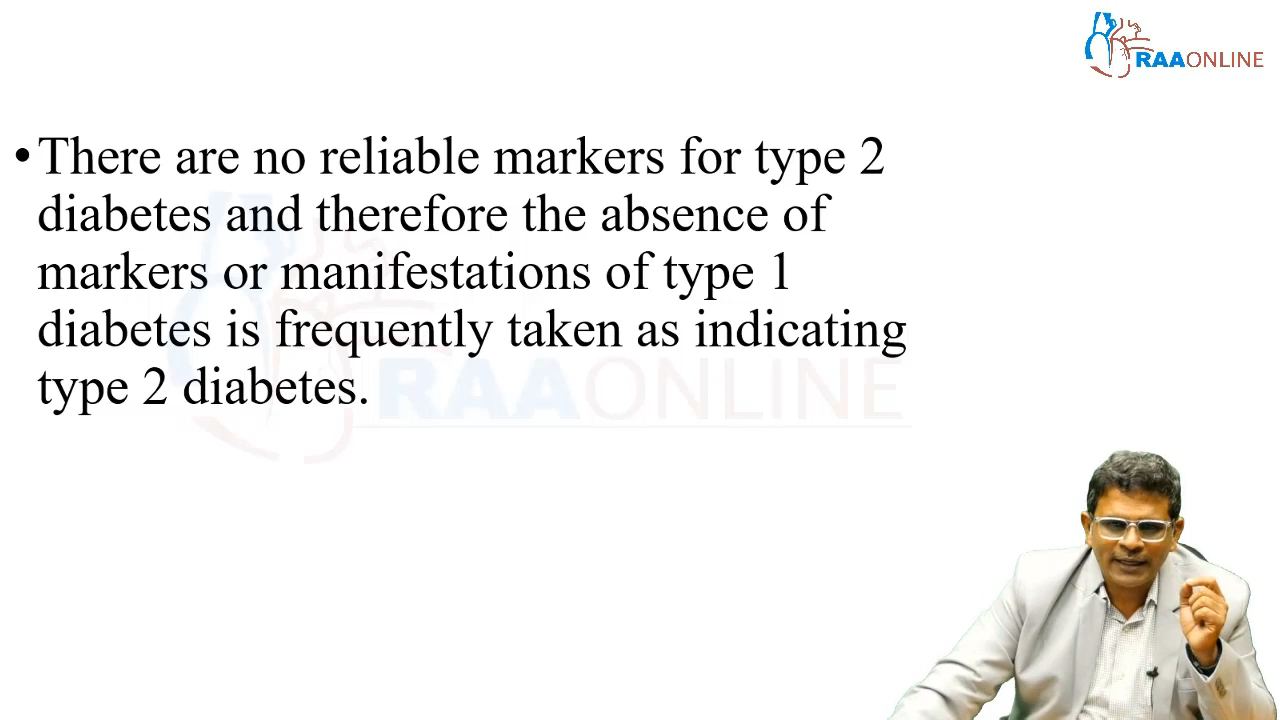 RAAONLINE
•There are no reliable markers for type 2
diabetes and therefore the absence of
markers or manifestations of type 1
diabetes is frequently taken as indicating
type 2 diabetes.
RAAONLINE